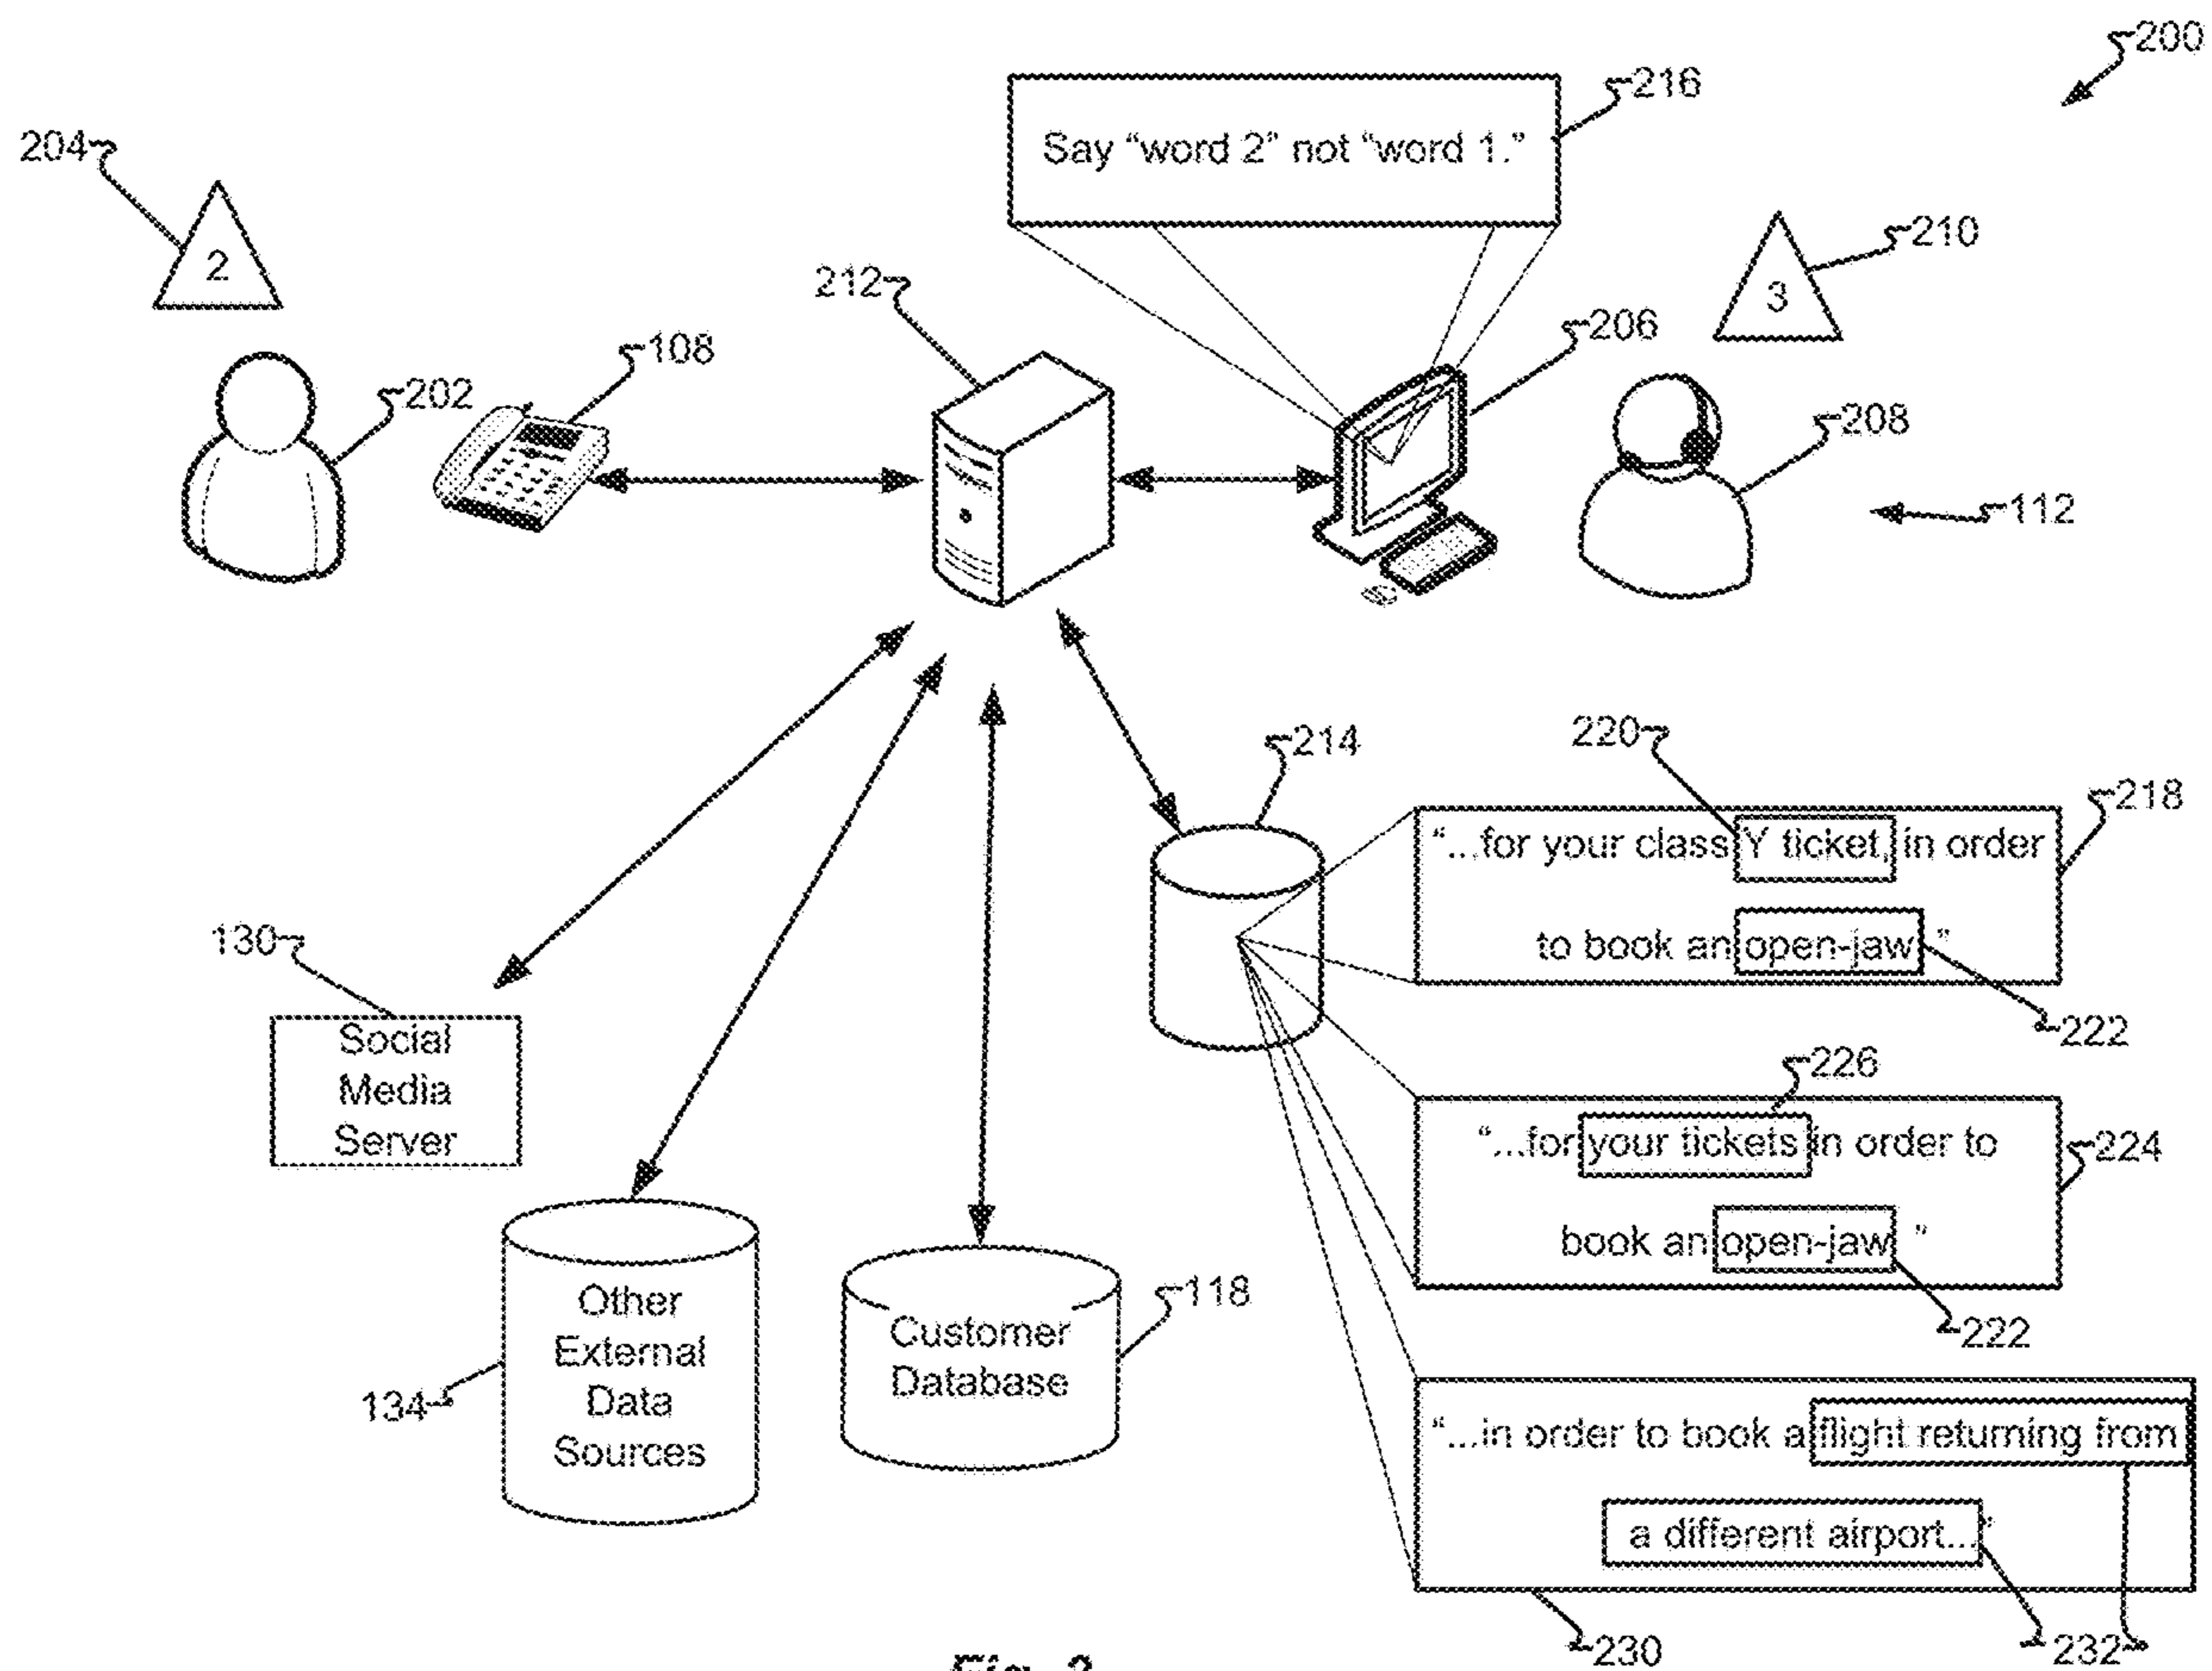 200
216
Say “word 2” not “word 1.”
204
2
210
3
212
206
108
202
208
112
214
220
218
“...for your class Y ticket, in order
to book an open-jaw ”
222
130
Social
Media
Server
226
“...for your tickets in order to
224
book an open-jaw ”
222
Other
External
Data
Sources
134
Customer
Database
118
“...in order to book a flight returning from
a different airport...”
230
232